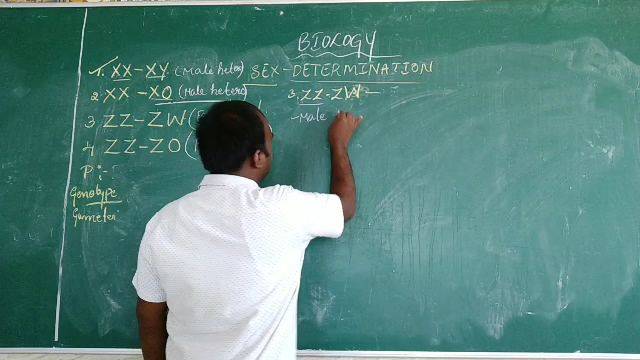 BIOLOGY
SEX-DETERMINATION
1. XX - XY (Male hetero)
2. XX - XO (Male hetero)
3. ZZ - ZW (
4. ZZ - ZO (
P :-
Genotype
Gametes
3. ZZ - ZW -
- Male